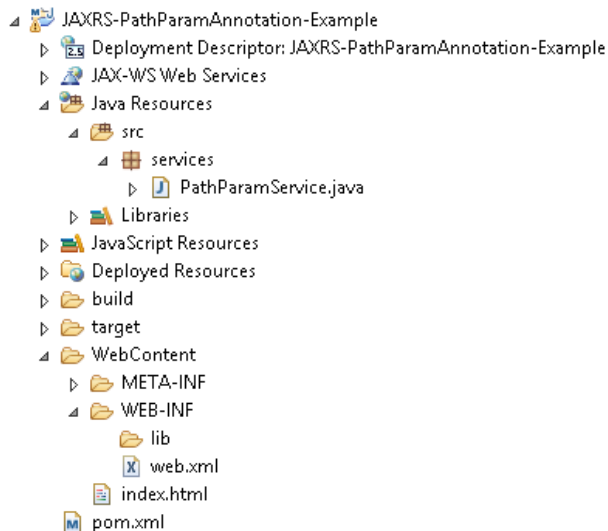 JAXRS-PathParamAnnotation-Example
Deployment Descriptor: JAXRS-PathParamAnnotation-Example
JAX-WS Web Services
Java Resources
src
services
PathParamService.java
Libraries
JavaScript Resources
Deployed Resources
build
target
WebContent
META-INF
WEB-INF
lib
web.xml
index.html
pom.xml